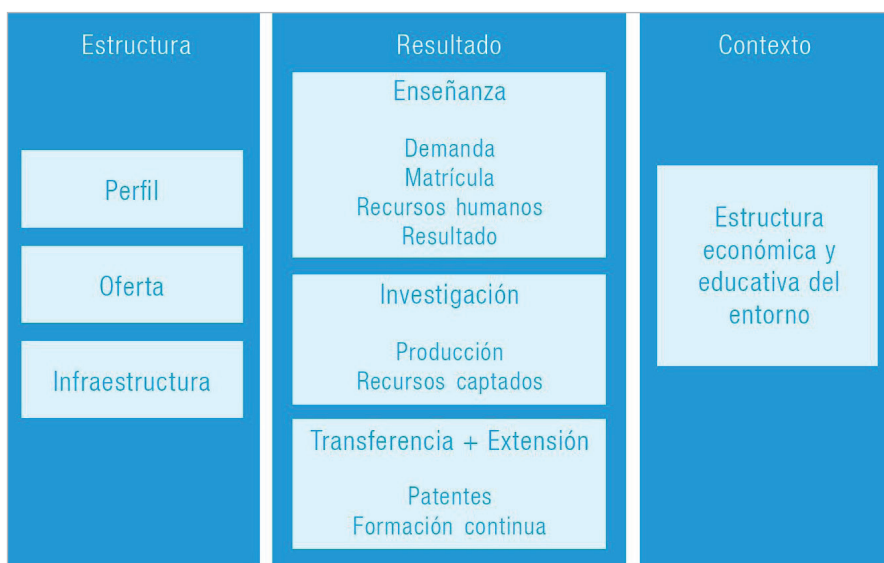 Estructura
Perfil
Oferta
Infraestructura
Resultado
Enseñanza
Demanda
Matrícula
Recursos humanos
Resultado
Investigación
Producción
Recursos captados
Transferencia + Extensión
Patentes
Formación continua
Contexto
Estructura
económica y
educativa del
entorno